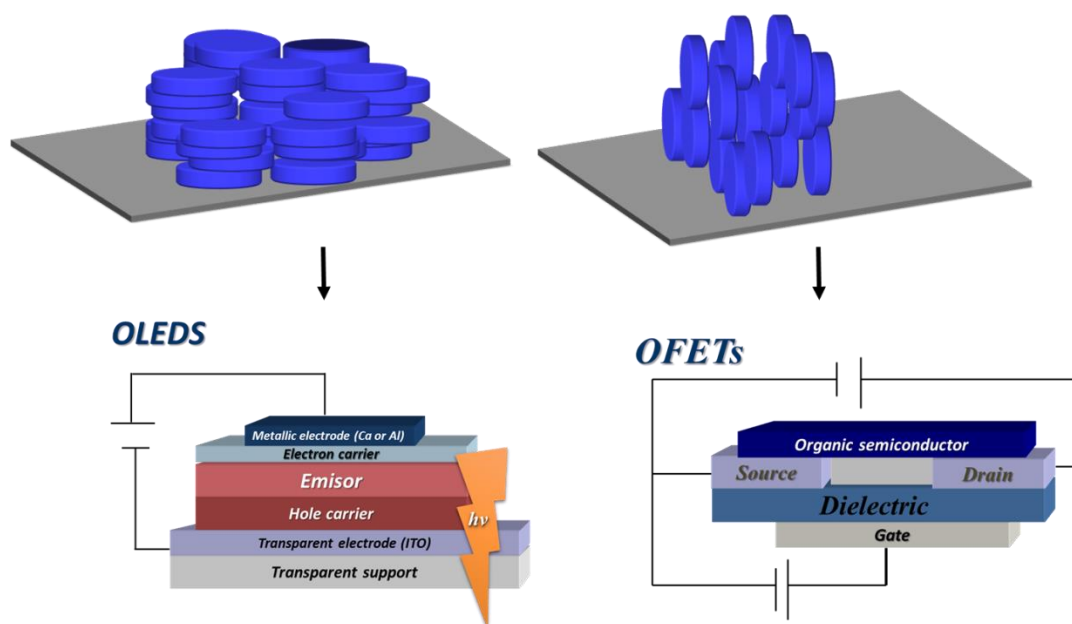 OLEDS
Metallic electrode (Ca or Al)
Electron carrier
Emisor
Hole carrier
hν
Transparent electrode (ITO)
Transparent support
OFETs
Organic semiconductor
Source
Drain
Dielectric
Gate